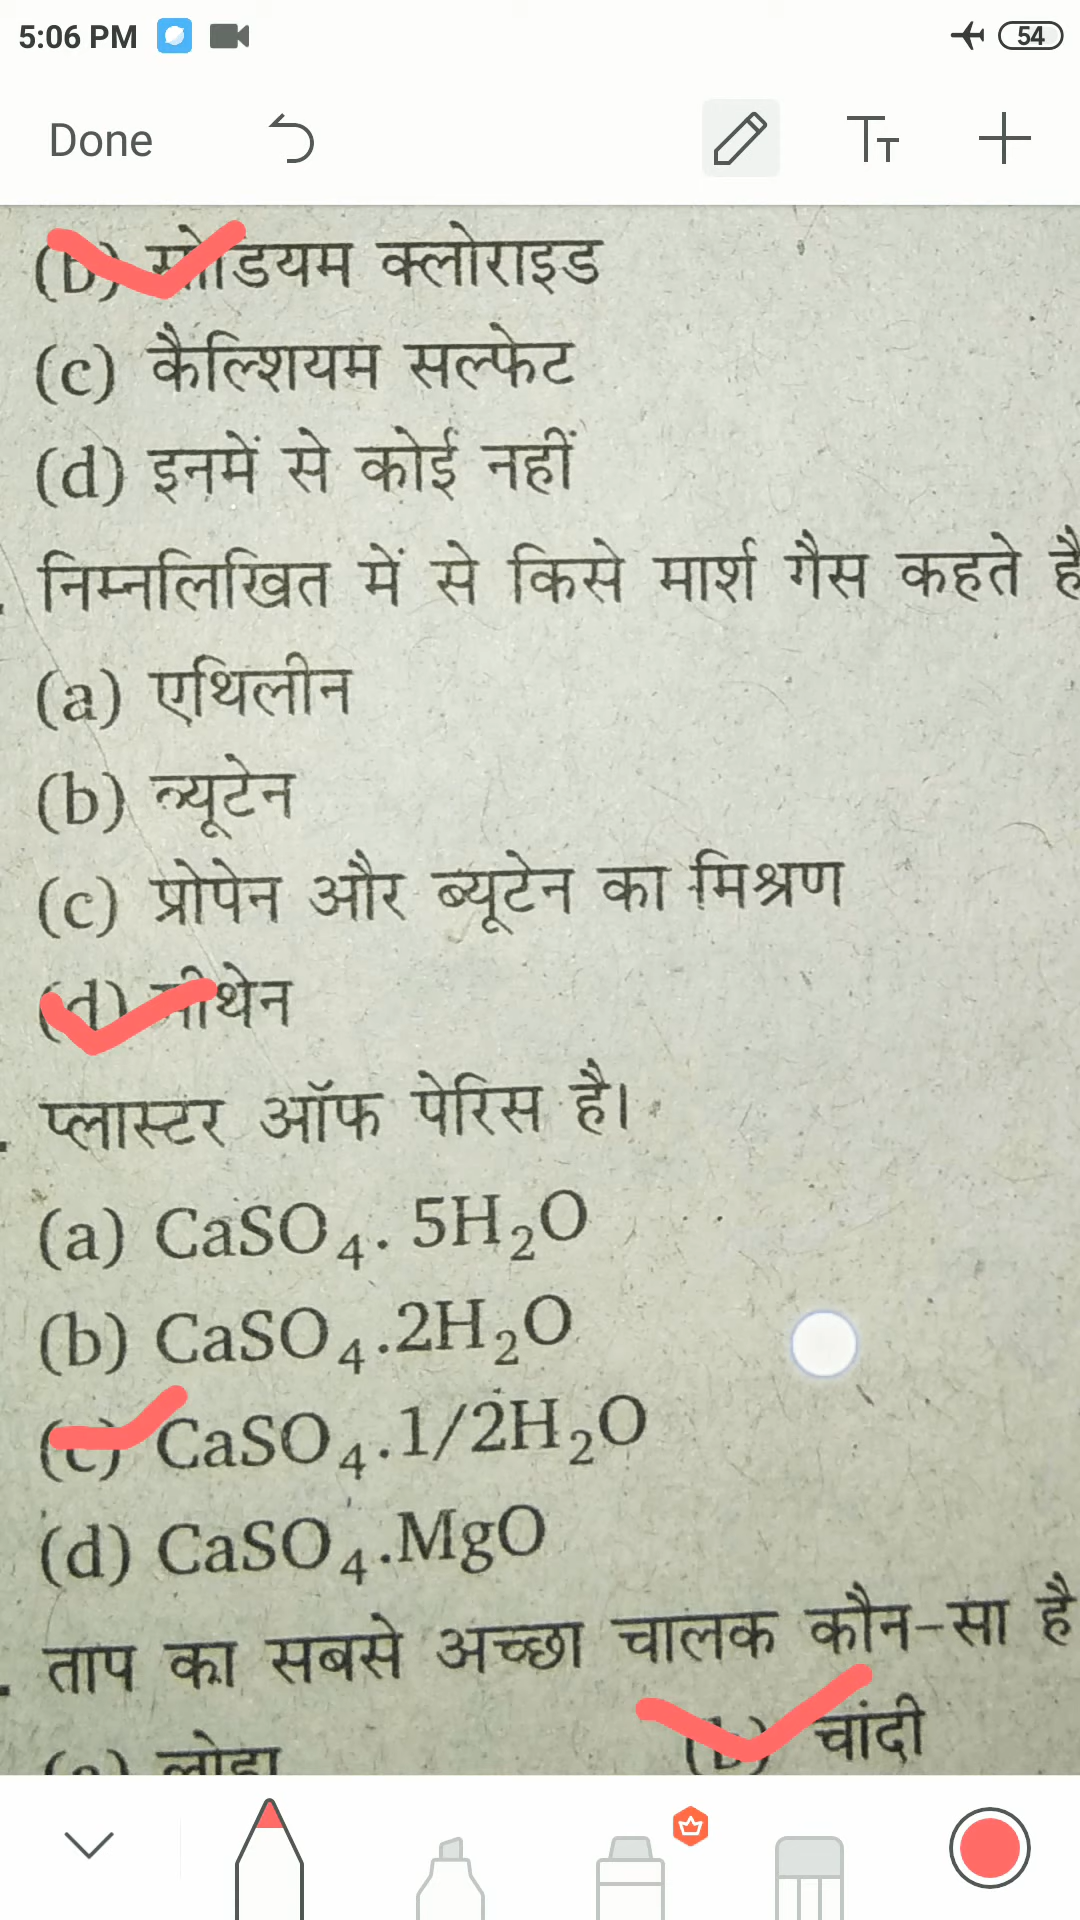 5:06 PM 54
Done TT
(b) सोडियम क्लोराइड
(c) कैल्शियम सल्फेट
(d) इनमें से कोई नहीं
निम्नलिखित में से किसे मार्श गैस कहते है
(a) एथिलीन
(b) ब्यूटेन
(c) प्रोपेन और ब्यूटेन का मिश्रण
(d) मीथेन
प्लास्टर ऑफ पेरिस है।
(a) CaSO₄. 5H₂O
(b) CaSO₄.2H₂O
(c) CaSO₄.1/2H₂O
(d) CaSO₄.MgO
ताप का सबसे अच्छा चालक कौन-सा है
(a) लोहा (b) चांदी